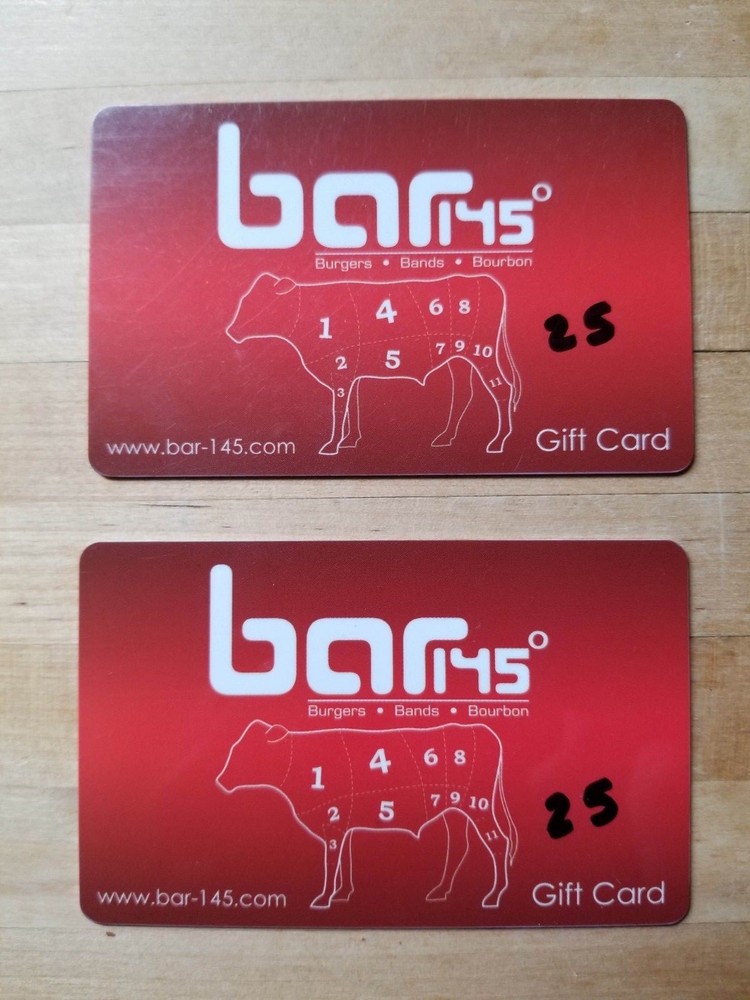 bar145°
Burgers • Bands • Bourbon
1 4 6 8
2 5 7 9 10
3 11
25
www.bar-145.com
Gift Card
bar145°
Burgers • Bands • Bourbon
1 4 6 8
2 5 7 9 10
3 11
25
www.bar-145.com
Gift Card